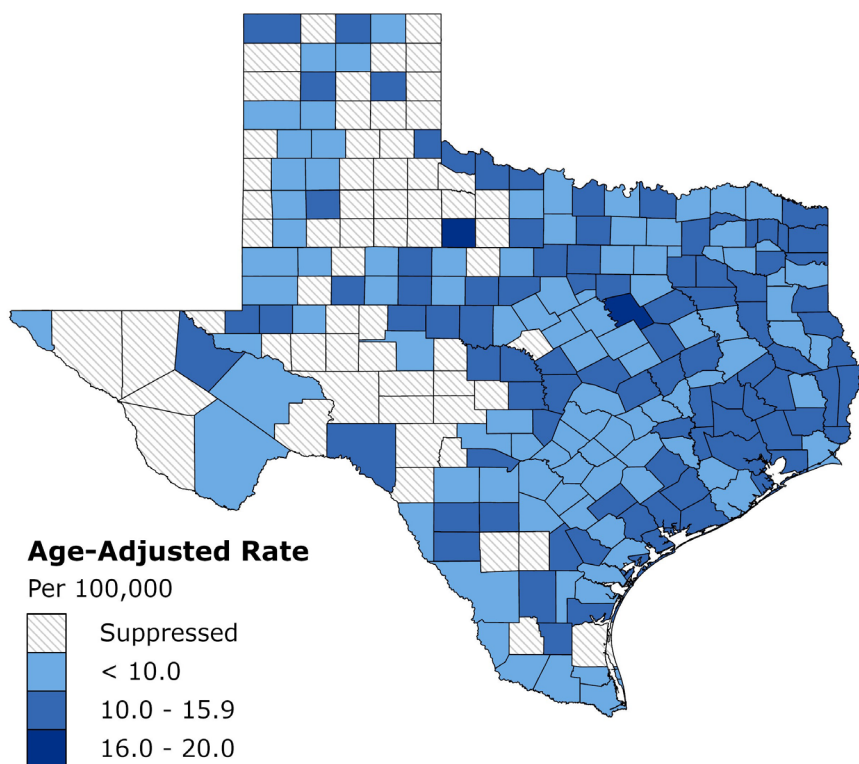 Age-Adjusted Rate
Per 100,000
Suppressed
< 10.0
10.0 - 15.9
16.0 - 20.0